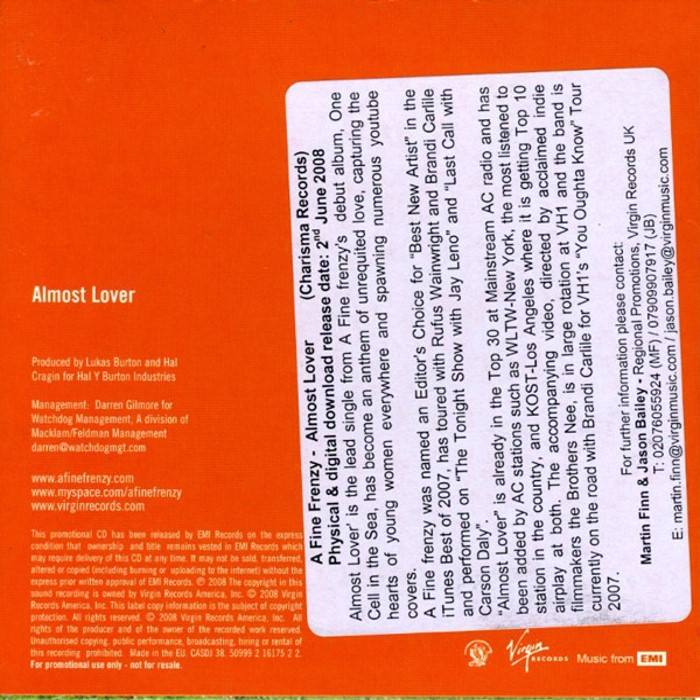 Almost Lover
Produced by Lukas Burton and Hal
Cragin for Hal Y Burton Industries
Management: Darren Gilmore for
Watchdog Management, A division of
Macklam/Feldman Management
darren@watchdogmgt.com
www.afinefrenzy.com
www.myspace.com/afinefrenzy
www.virginrecords.com
This promotional CD has been released by EMI Records on the express
condition that ownership and title remains vested in EMI Records which
may require delivery of this CD at any time. It may not be sold, transferred,
altered or copied (including burning or uploading to the internet) without the
express prior written approval of EMI Records. ℗ 2008 The copyright in this
sound recording is owned by Virgin Records America, Inc. © 2008 Virgin
Records America, Inc. This label copy information is the subject of copyright
protection. All rights reserved. © 2008 Virgin Records America, Inc. All
rights of the producer and of the owner of the recorded work reserved.
Unauthorised copying, public performance, broadcasting, hiring or rental of
this recording prohibited. Made in the EU. CASDJ 38. 50999 2 16175 2 2.
For promotional use only - not for resale.
A Fine Frenzy - Almost Lover (Charisma Records)
Physical & digital download release date: 2nd June 2008
Almost Lover' is the lead single from A Fine frenzy's debut album, One
Cell in the Sea, has become an anthem of unrequited love, capturing the
hearts of young women everywhere and spawning numerous youtube
covers.
A Fine frenzy was named an Editor's Choice for "Best New Artist" in the
iTunes Best of 2007, has toured with Rufus Wainwright and Brandi Carlile
and performed on "The Tonight Show with Jay Leno" and "Last Call with
Carson Daly".
"Almost Lover" is already in the Top 30 at Mainstream AC radio and has
been added by AC stations such as WLTW-New York, the most listened to
station in the country, and KOST-Los Angeles where it is getting Top 10
airplay at both. The accompanying video, directed by acclaimed indie
filmmakers the Brothers Nee, is in large rotation at VH1 and the band is
currently on the road with Brandi Carlile for VH1's "You Oughta Know" Tour
2007.
For further information please contact:
Martin Finn & Jason Bailey - Regional Promotions, Virgin Records UK
T: 02076055924 (MF) / 07909907917 (JB)
E: martin.finn@virginmusic.com / jason.bailey@virginmusic.com
Virgin
RECORDS
Music from EMI